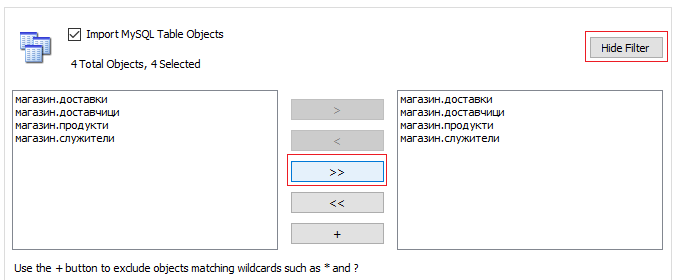 Import MySQL Table Objects
Hide Filter
4 Total Objects, 4 Selected
магазин.доставки
магазин.доставчици
магазин.продукти
магазин.служители
>
<
>>
<<
+
магазин.доставки
магазин.доставчици
магазин.продукти
магазин.служители
Use the + button to exclude objects matching wildcards such as * and ?